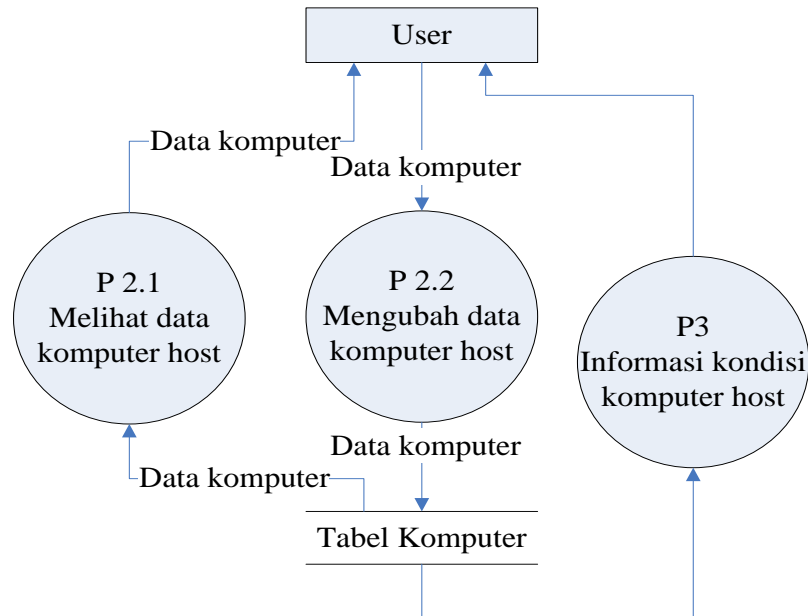 User
Data komputer
Data komputer
P 2.1
Melihat data
komputer host
P 2.2
Mengubah data
komputer host
P3
Informasi kondisi
komputer host
Data komputer
Data komputer
Tabel Komputer